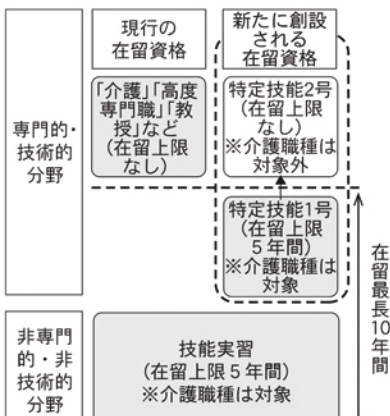 現行の
在留資格
新たに創設
される
在留資格
専門的・
技術的
分野
「介護」「高度
専門職」「教
授」など
(在留上限
なし)
特定技能2号
(在留上限
なし)
※介護職種は
対象外
特定技能1号
(在留上限
5年間)
※介護職種は
対象
在留最長10年間
非専門
的・非
技術的
分野
技能実習
(在留上限5年間)
※介護職種は対象